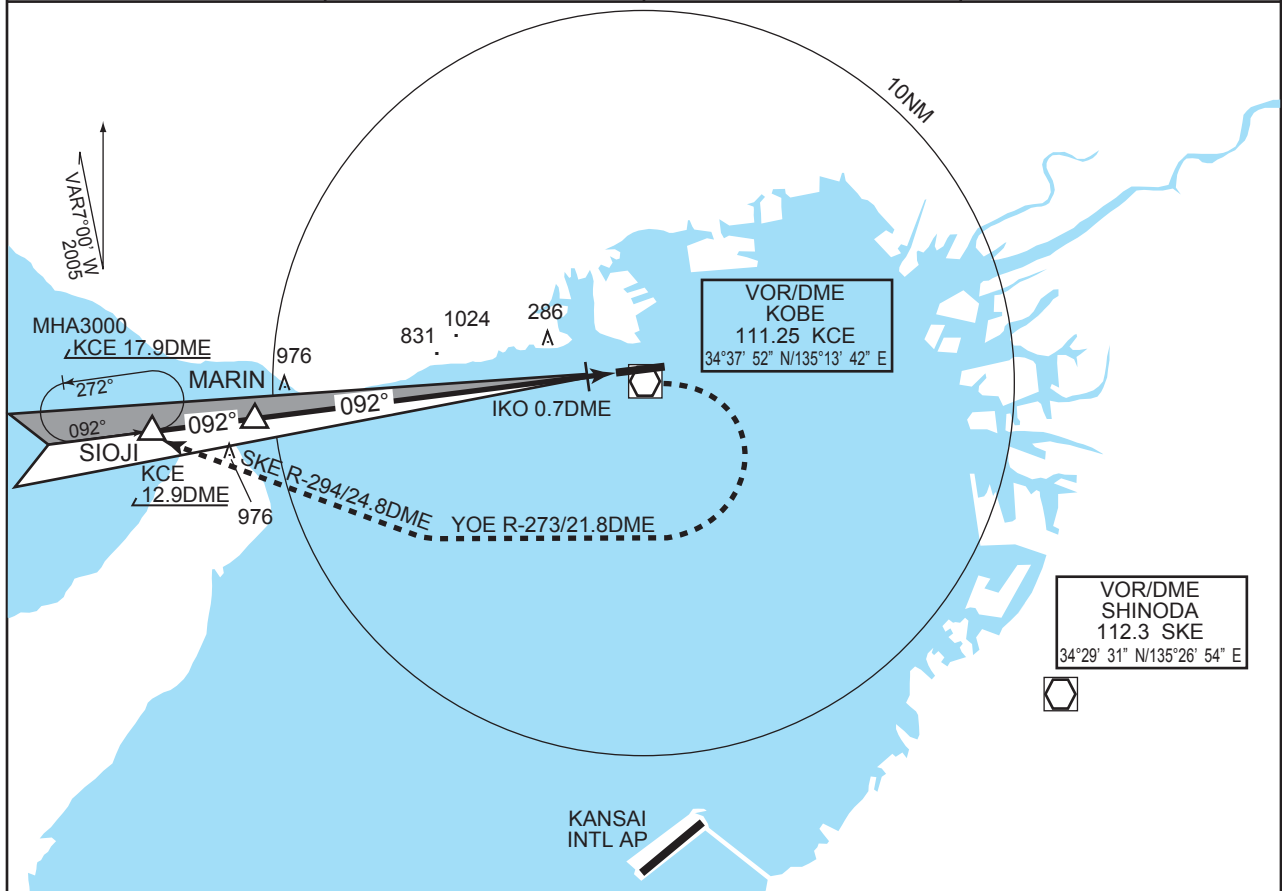 10NM
VAR7°00' W
2005
MHA3000
KCE 17.9DME
272°
092°
SIOJI
KCE
12.9DME
976
MARIN
976
092°
092°
831
1024
286
IKO 0.7DME
VOR/DME
KOBE
111.25 KCE
34°37' 52" N/135°13' 42" E
SKE R-294/24.8DME
YOE R-273/21.8DME
VOR/DME
SHINODA
112.3 SKE
34°29' 31" N/135°26' 54" E
KANSAI
INTL AP